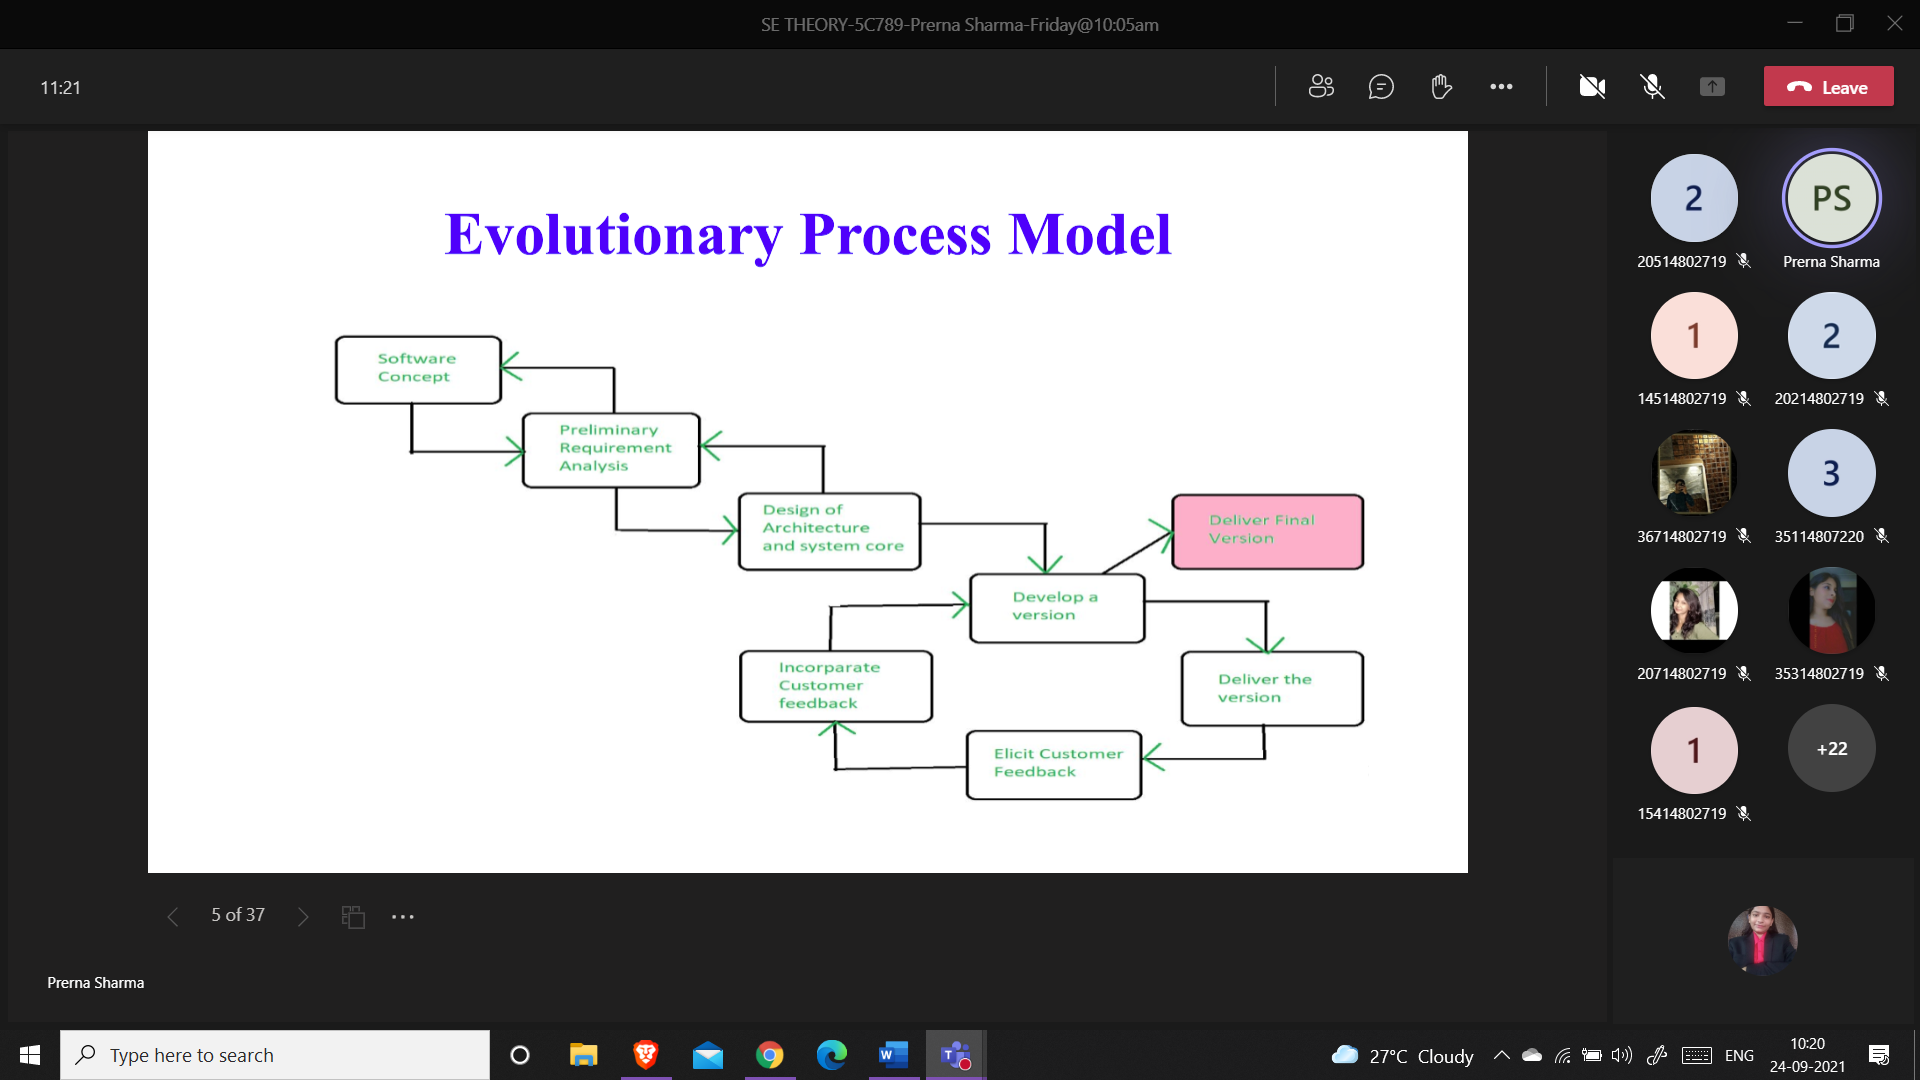 SE THEORY-5C789-Prerna Sharma-Friday@10:05am
11:21
Leave
Evolutionary Process Model
Software
Concept
Preliminary
Requirement
Analysis
Design of
Architecture
and system core
Deliver Final
Version
Develop a
version
Incorparate
Customer
feedback
Deliver the
version
Elicit Customer
Feedback
2
PS
20514802719
Prerna Sharma
1
2
14514802719
20214802719
3
36714802719
35114807220
20714802719
35314802719
1
+22
15414802719
5 of 37
Prerna Sharma
Type here to search
27°C Cloudy
ENG
10:20
24-09-2021